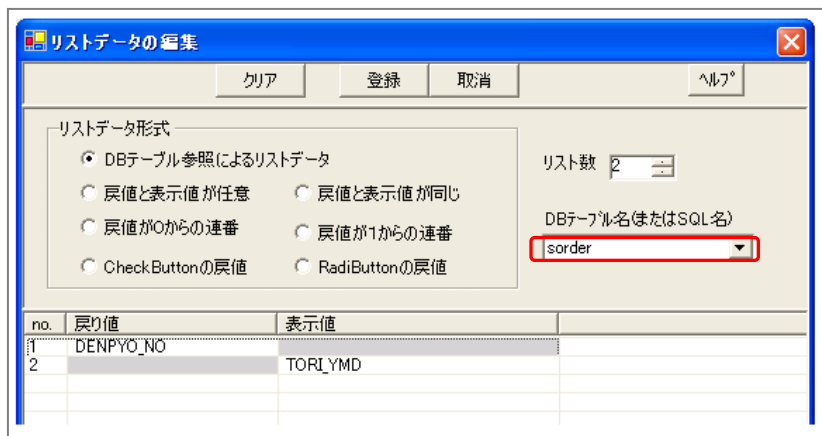 リストデータの編集
クリア 登録 取消 ヘルプ
リストデータ形式
DBテーブル参照によるリストデータ
リスト数 2
戻値と表示値が任意 戻値と表示値が同じ
DBテーブル名(またはSQL名)
戻値が0からの連番 戻値が1からの連番
sorder
CheckButtonの戻値 RadiButtonの戻値
no. 戻り値 表示値
1 DENPYO_NO
2 TORI_YMD